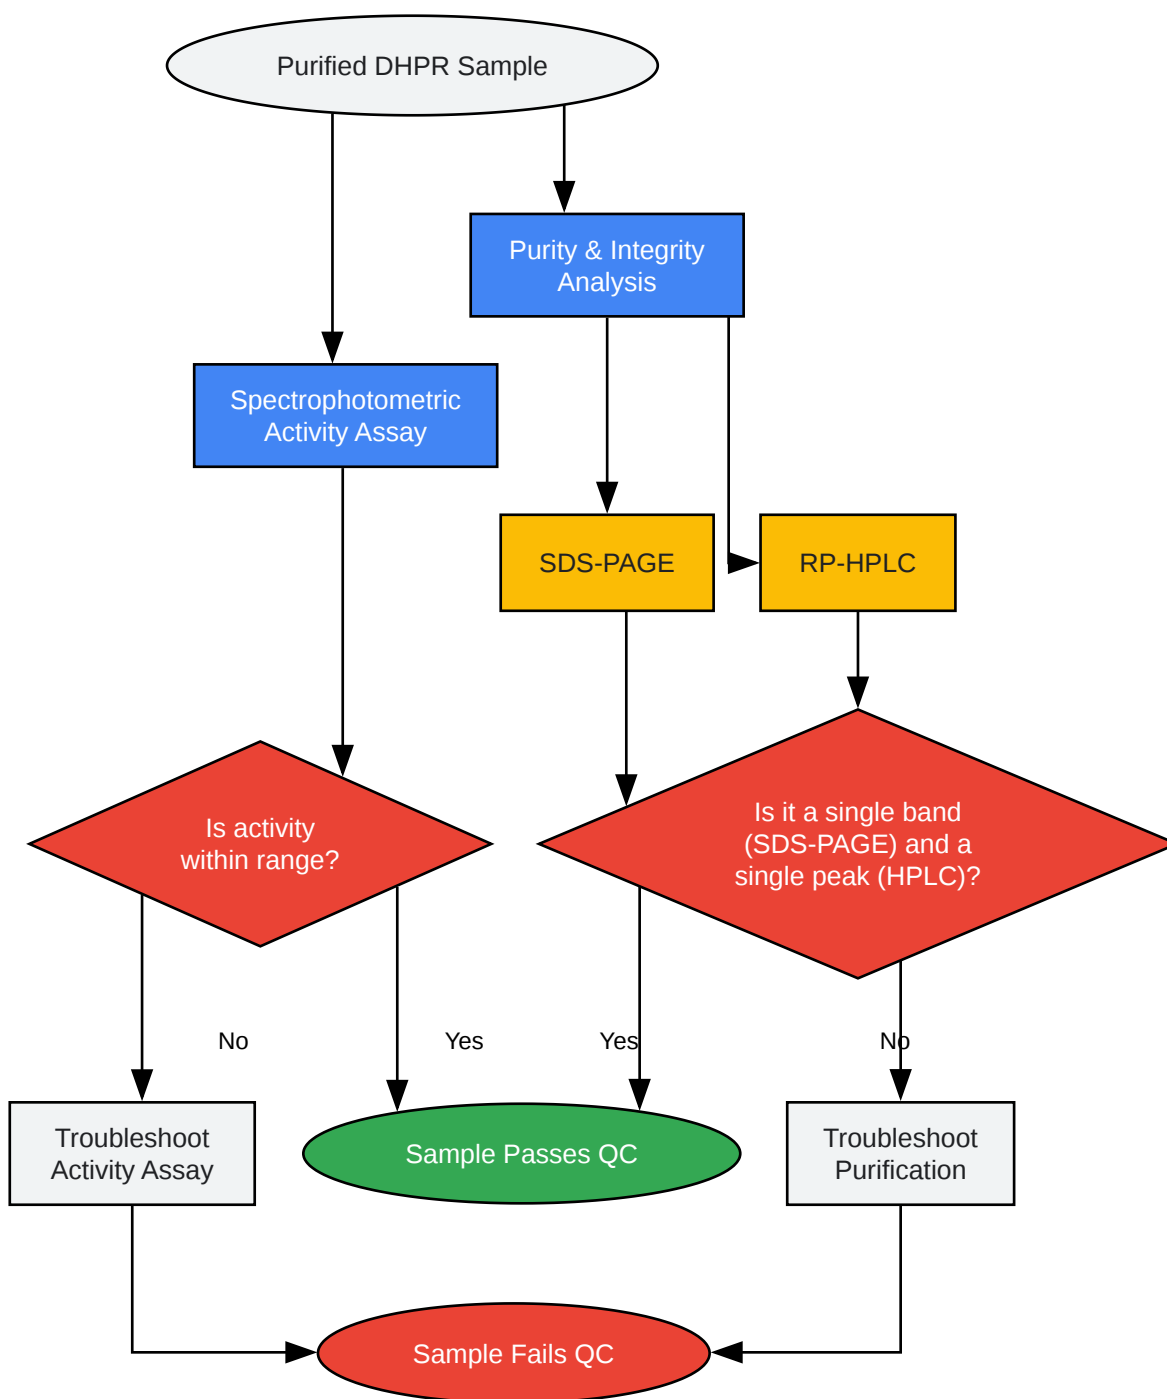 Purified DHPR Sample
Purity & Integrity
Analysis
Spectrophotometric
Activity Assay
SDS-PAGE
RP-HPLC
Is activity
within range?
Is it a single band
(SDS-PAGE) and a
single peak (HPLC)?
No
Yes
Yes
No
Troubleshoot
Activity Assay
Sample Passes QC
Troubleshoot
Purification
Sample Fails QC